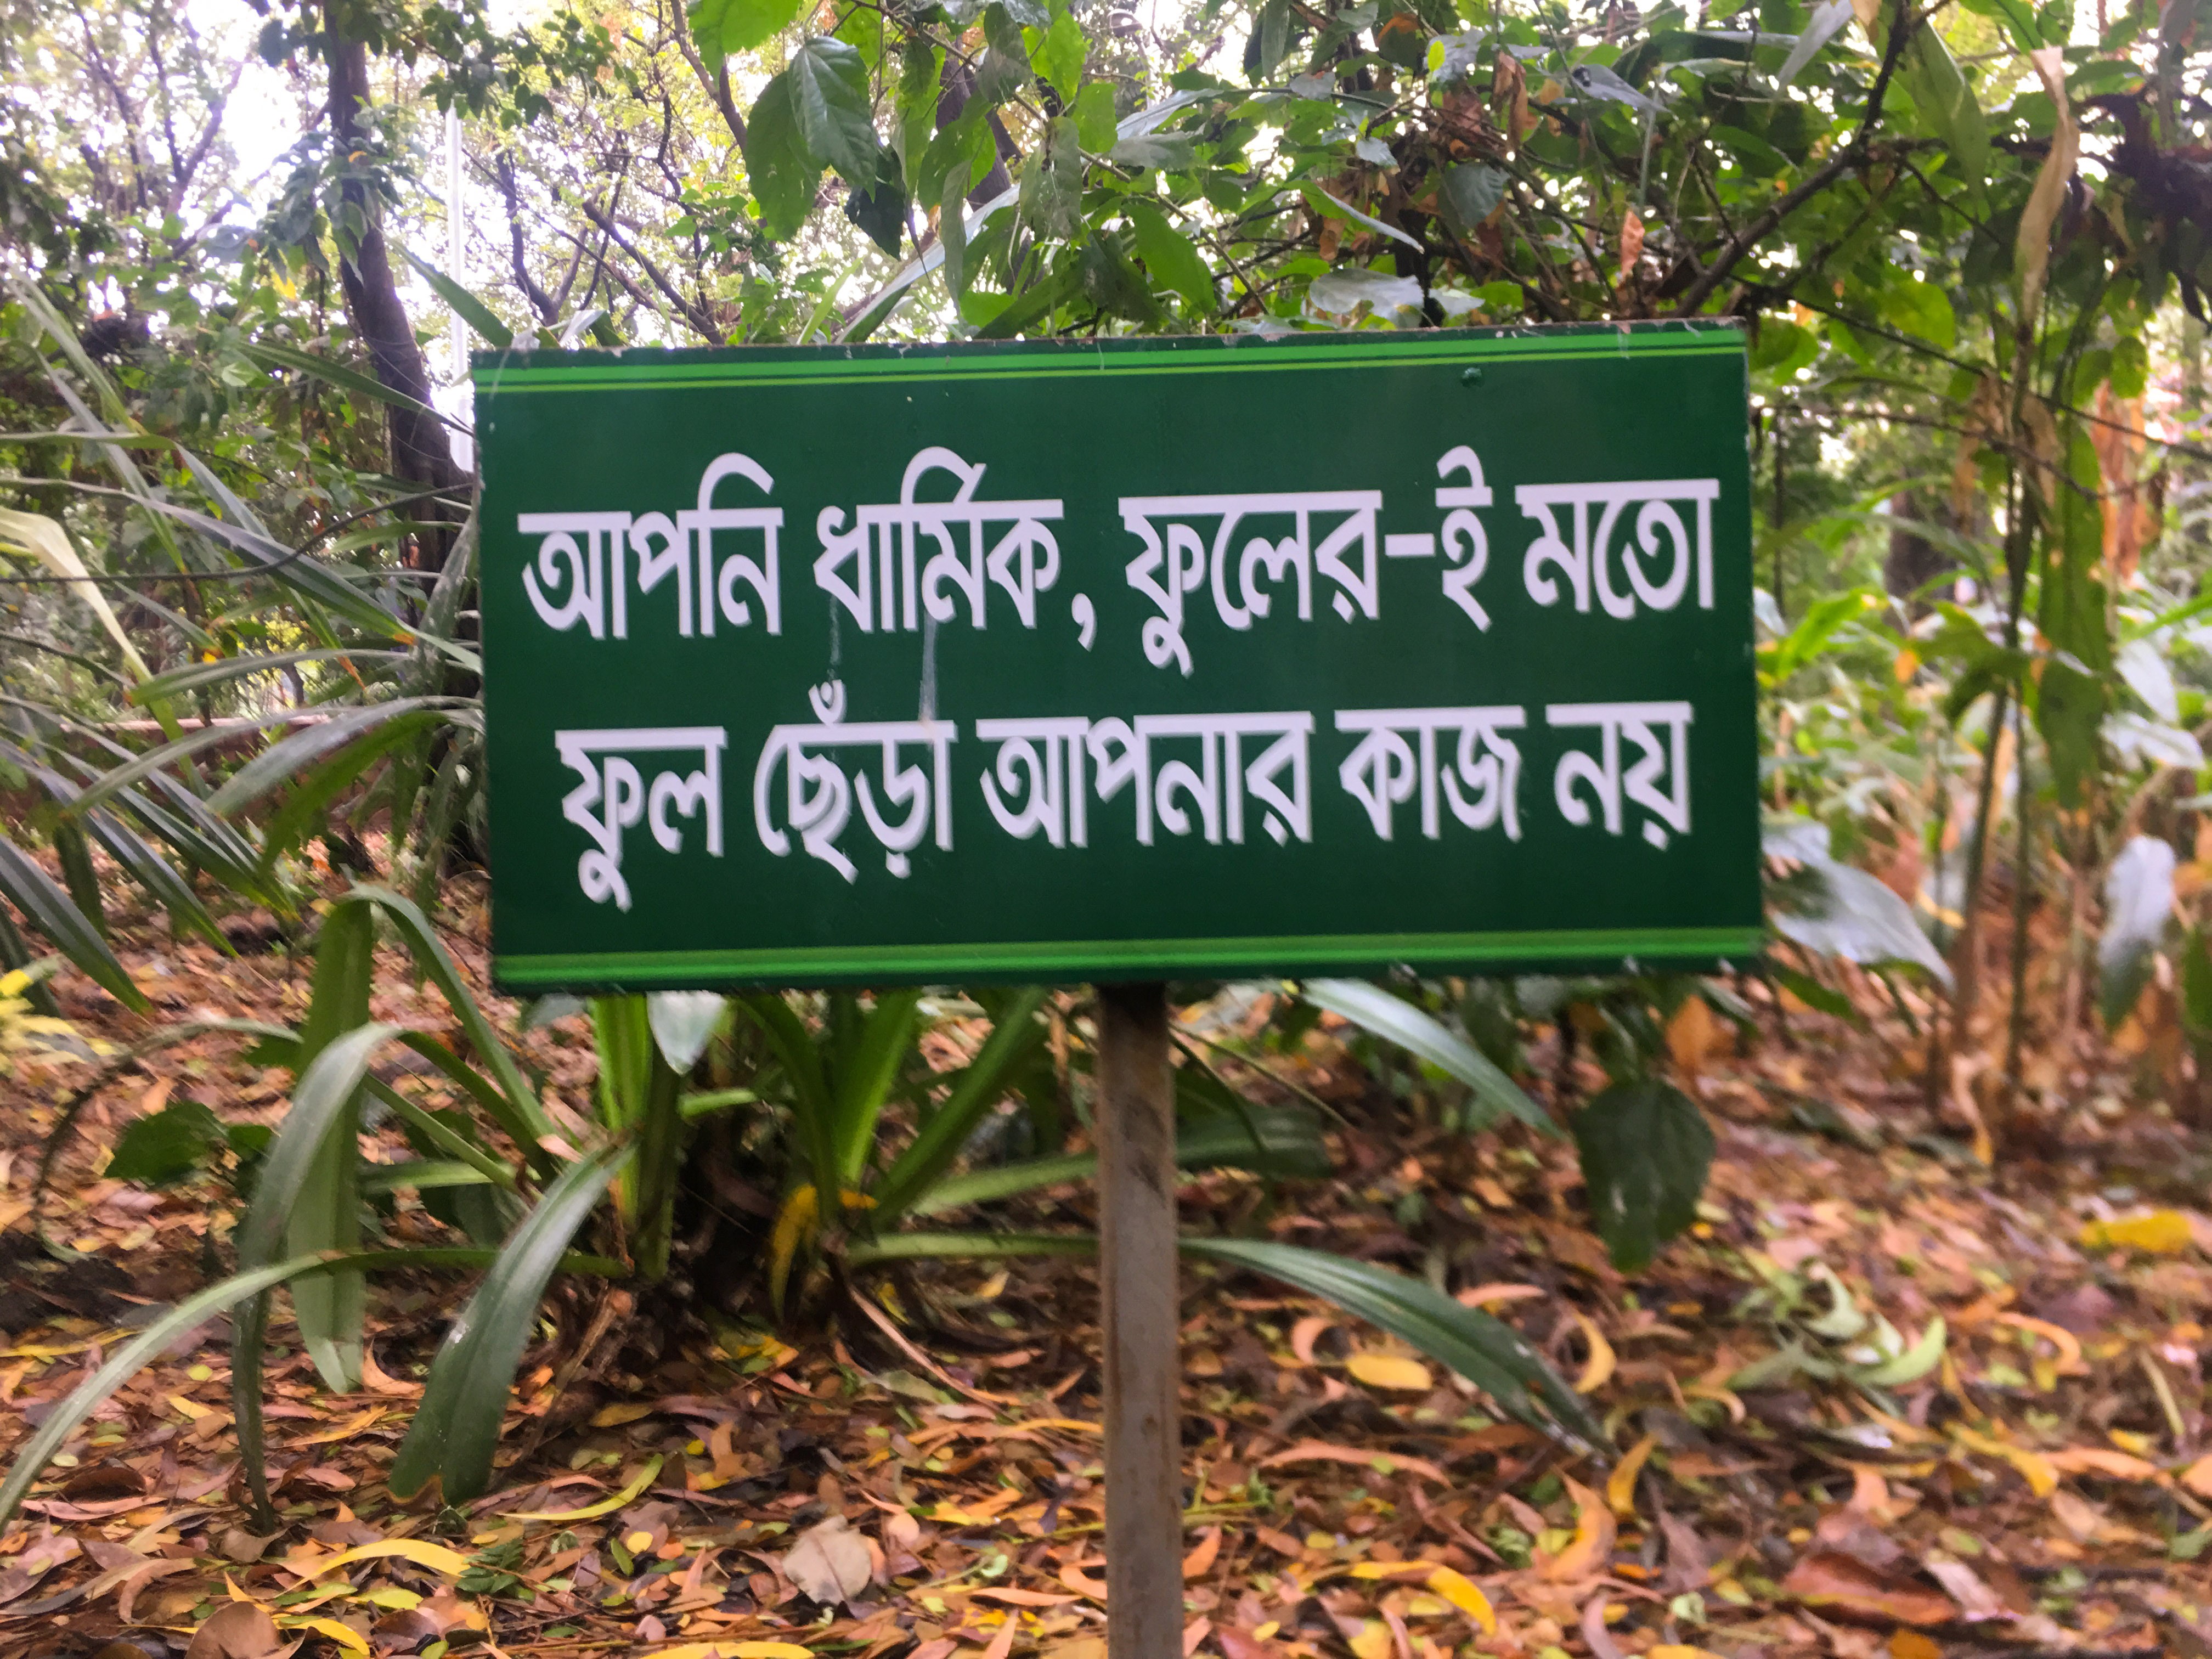 আপনি ধার্মিক, ফুলের-ই মতো
ফুল ছেঁড়া আপনার কাজ নয়